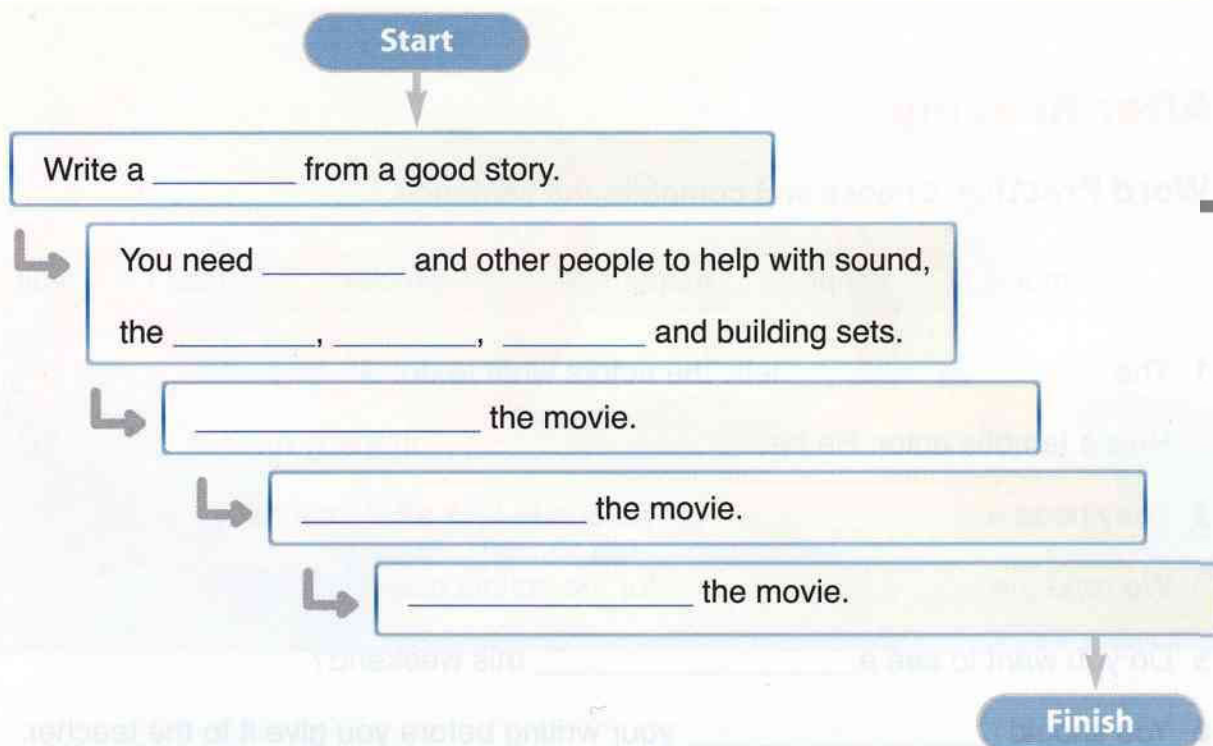 Start
Write a ________ from a good story.
You need ________ and other people to help with sound,
the ________, ________, ________ and building sets.
________________ the movie.
________________ the movie.
________________ the movie.
Finish